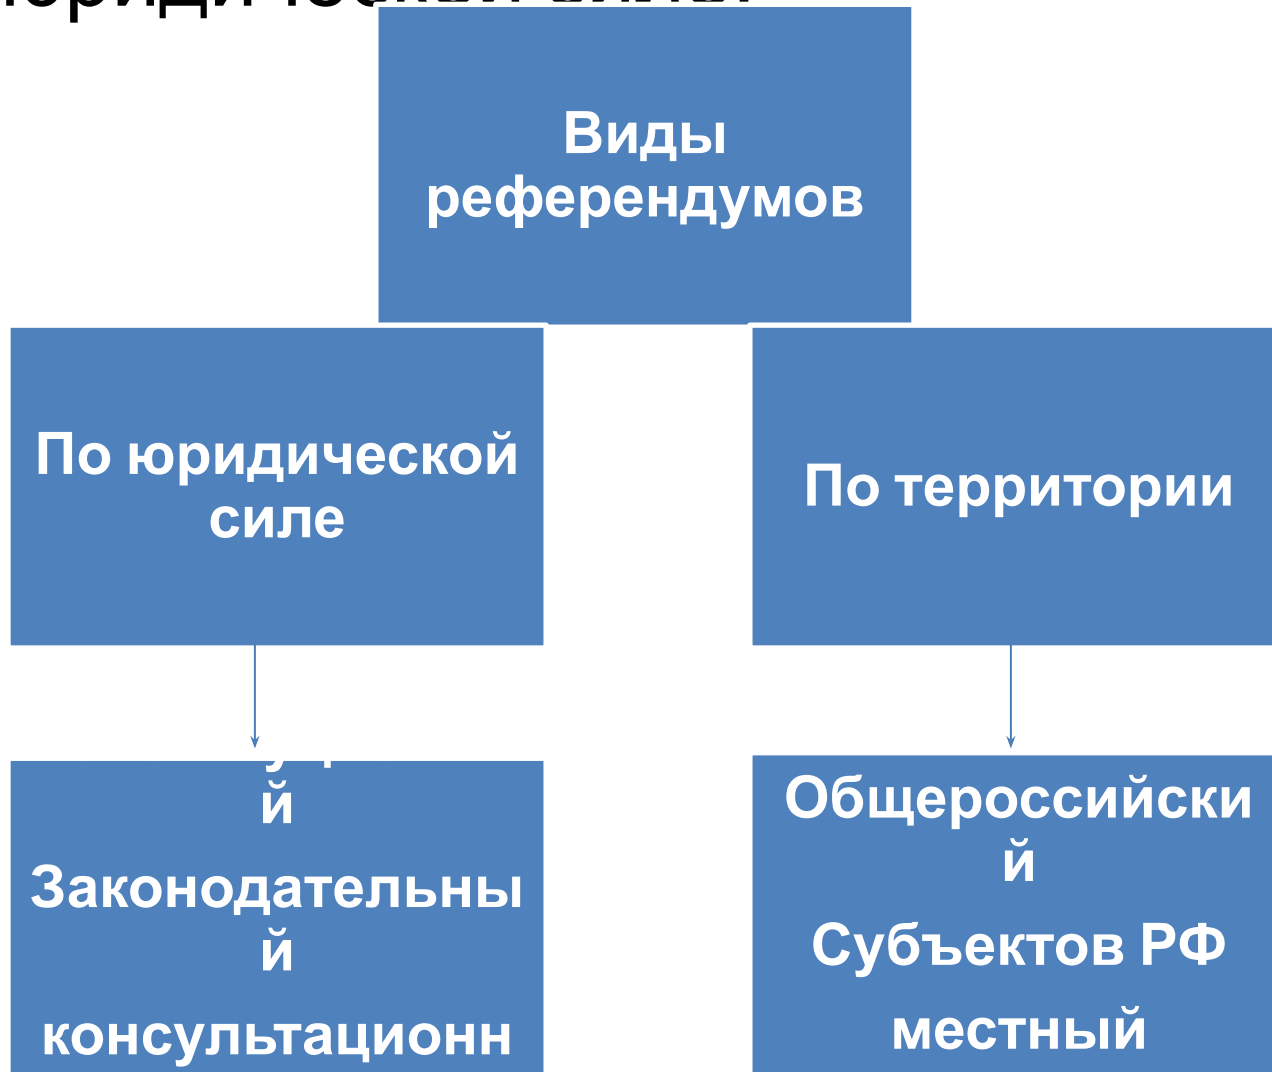 Виды
референдумов
По юридической
силе
По территории
й
Законодательны
й
консультационн
Общероссийски
й
Субъектов РФ
местный